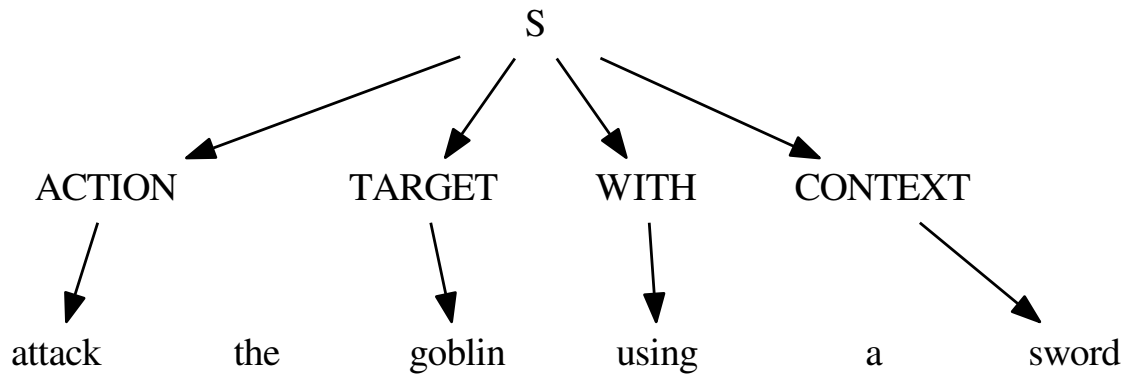 S
ACTION TARGET WITH CONTEXT
attack the goblin using a sword